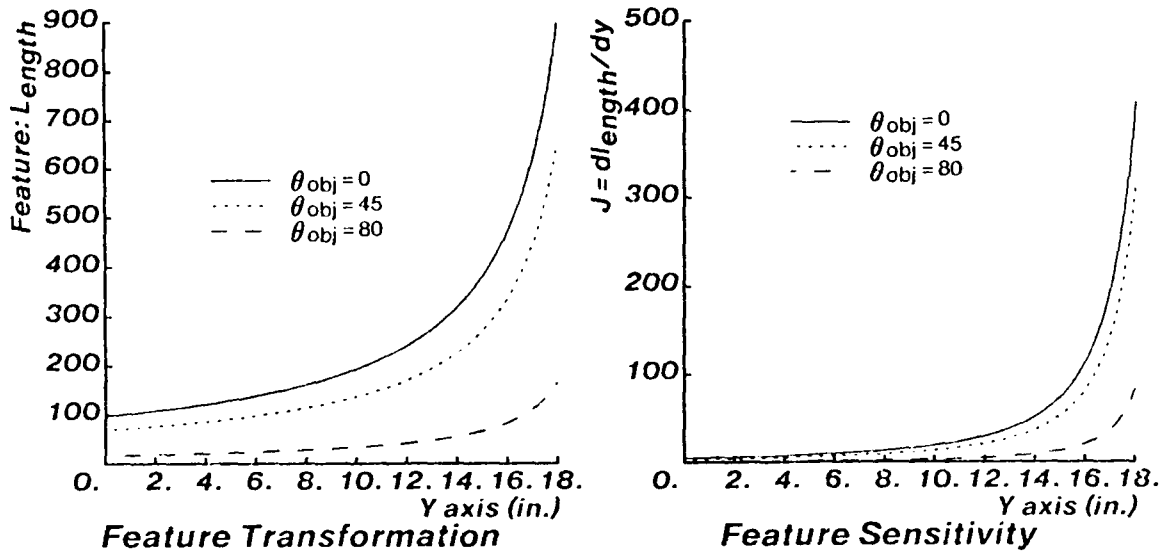 900
800
700
600
500
400
300
200
100
Feature: Length
θobj = 0
θobj = 45
θobj = 80
0. 2. 4. 6. 8. 10. 12. 14. 16. 18.
Y axis (in.)
Feature Transformation
500
400
300
200
100
J = dlength/dy
θobj = 0
θobj = 45
θobj = 80
0. 2. 4. 6. 8. 10. 12. 14. 16. 18.
Y axis (in.)
Feature Sensitivity